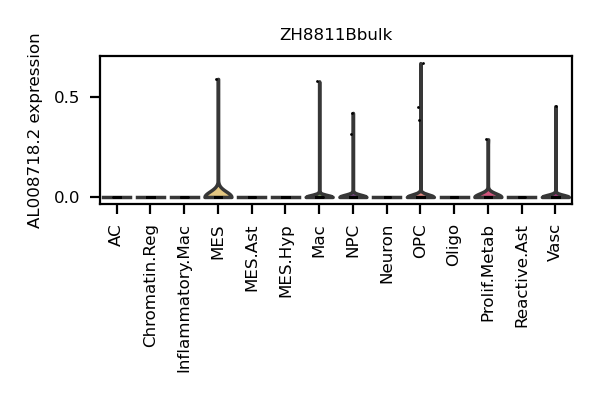 ZH8811Bbulk
AL008718.2 expression
0.5
0.0
AC
Chromatin.Reg
Inflammatory.Mac
MES
MES.Ast
MES.Hyp
Mac
NPC
Neuron
OPC
Oligo
Prolif.Metab
Reactive.Ast
Vasc